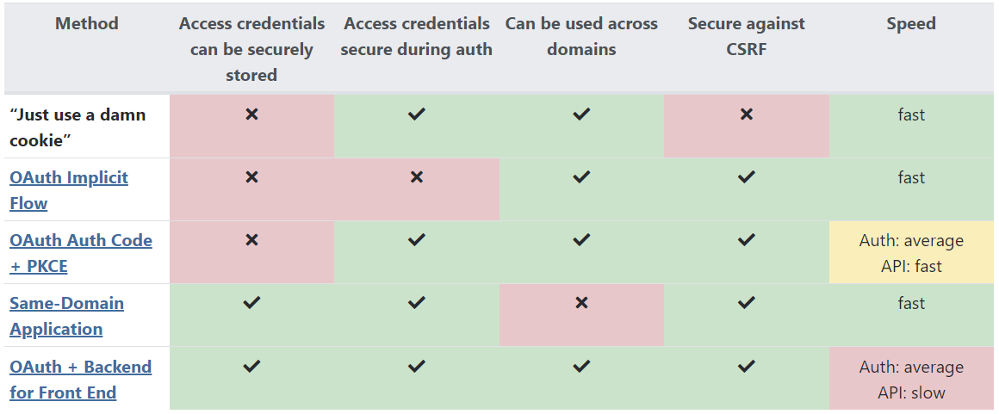 Method Access credentials can be securely stored Access credentials secure during auth Can be used across domains Secure against CSRF Speed
“Just use a damn cookie” ✕ ✓ ✓ ✕ fast
OAuth Implicit Flow ✕ ✕ ✓ ✓ fast
OAuth Auth Code + PKCE ✕ ✓ ✓ ✓ Auth: average API: fast
Same-Domain Application ✓ ✓ ✕ ✓ fast
OAuth + Backend for Front End ✓ ✓ ✓ ✓ Auth: average API: slow